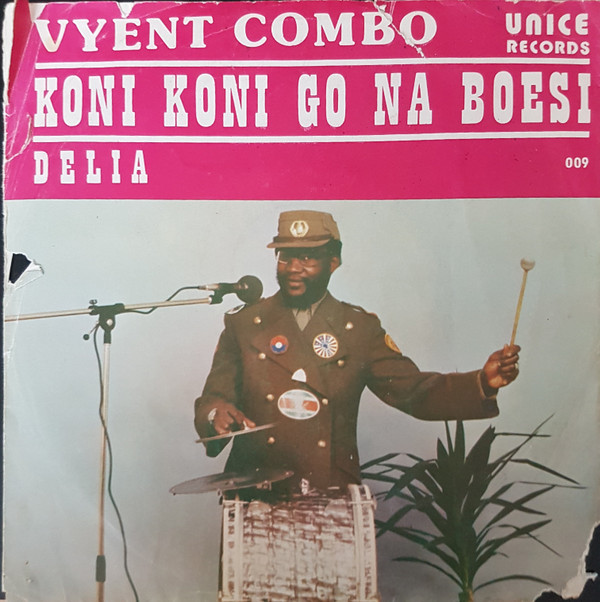 VYENT COMBO
UNICE
RECORDS
KONI KONI GO NA BOESI
DELIA
009